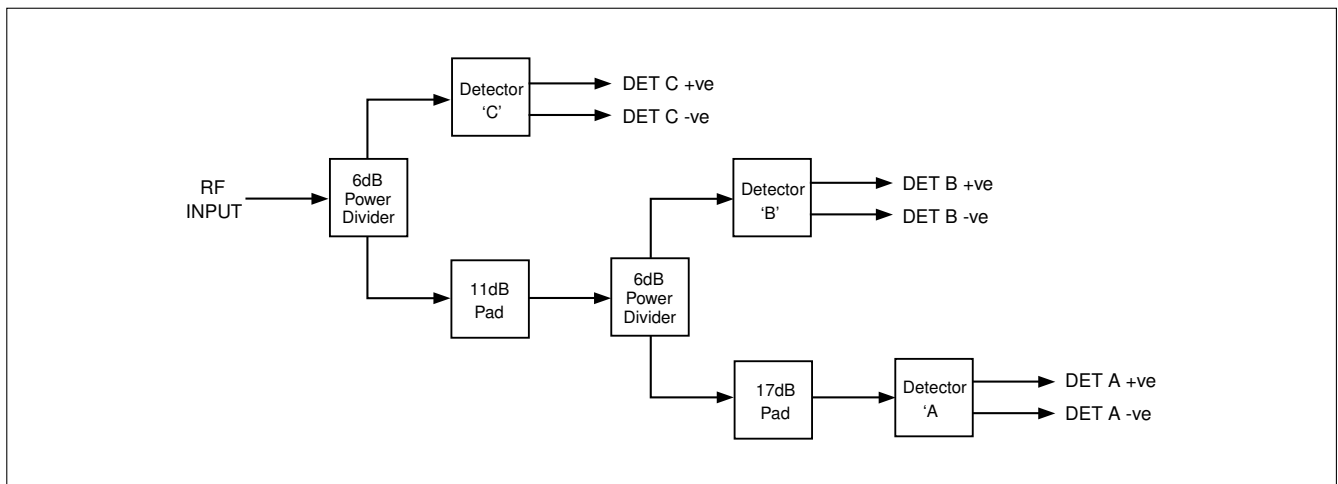 Detector
‘C’
DET C +ve
DET C -ve
RF
INPUT
6dB
Power
Divider
Detector
‘B’
DET B +ve
DET B -ve
11dB
Pad
6dB
Power
Divider
17dB
Pad
Detector
‘A
DET A +ve
DET A -ve